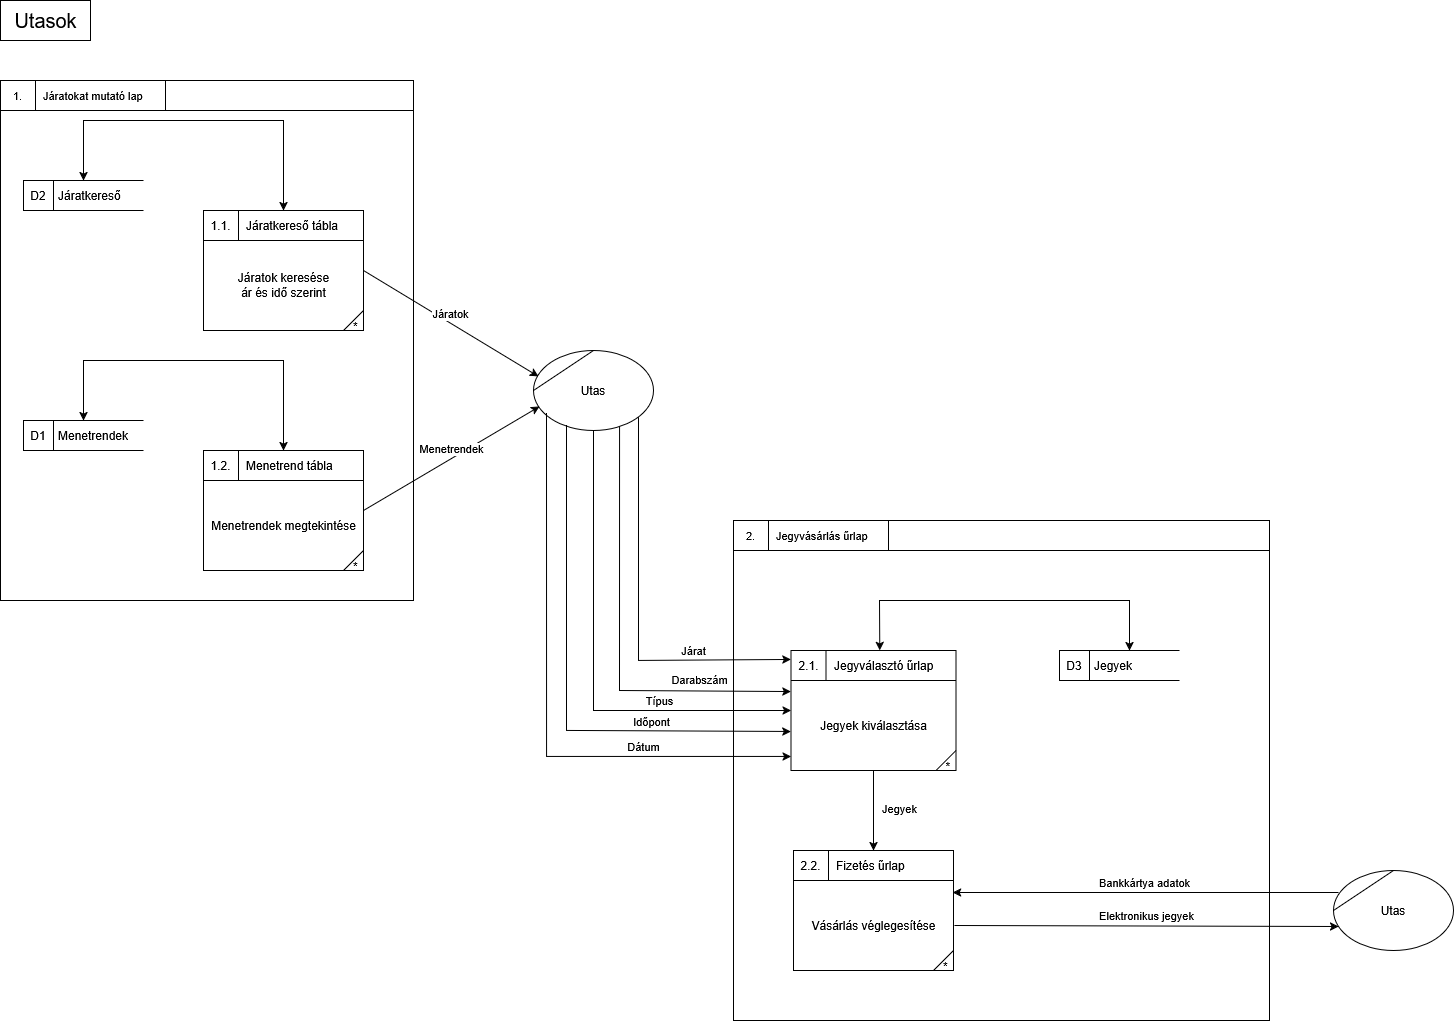 Utasok
1. Járatokat mutató lap
D2 Járatkereső
1.1. Járatkereső tábla
Járatok keresése
ár és idő szerint
*
Járatok
Utas
D1 Menetrendek
Menetrendek
1.2. Menetrend tábla
Menetrendek megtekintése
*
2. Jegyvásárlás űrlap
Járat
2.1. Jegyválasztó űrlap
D3 Jegyek
Darabszám
Típus
Időpont
Jegyek kiválasztása
Dátum
*
Jegyek
2.2. Fizetés űrlap
Bankkártya adatok
Utas
Elektronikus jegyek
Vásárlás véglegesítése
*